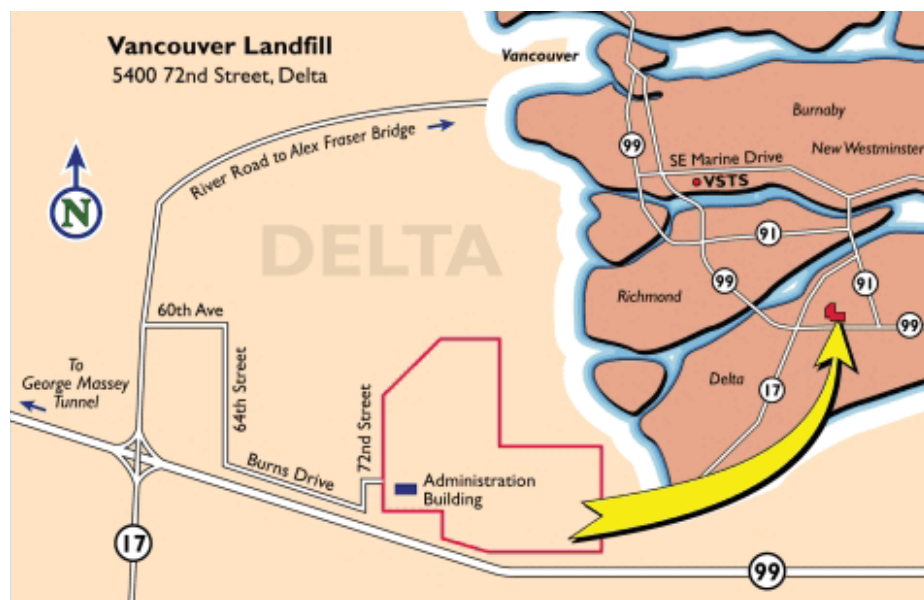 Vancouver Landfill
5400 72nd Street, Delta
Vancouver
Burnaby
New Westminster
99
SE Marine Drive
VSTS
River Road to Alex Fraser Bridge
N
DELTA
91
99
91
Richmond
60th Ave
99
To
George Massey
Tunnel
64th Street
72nd Street
Delta
17
Burns Drive
Administration
Building
17
99